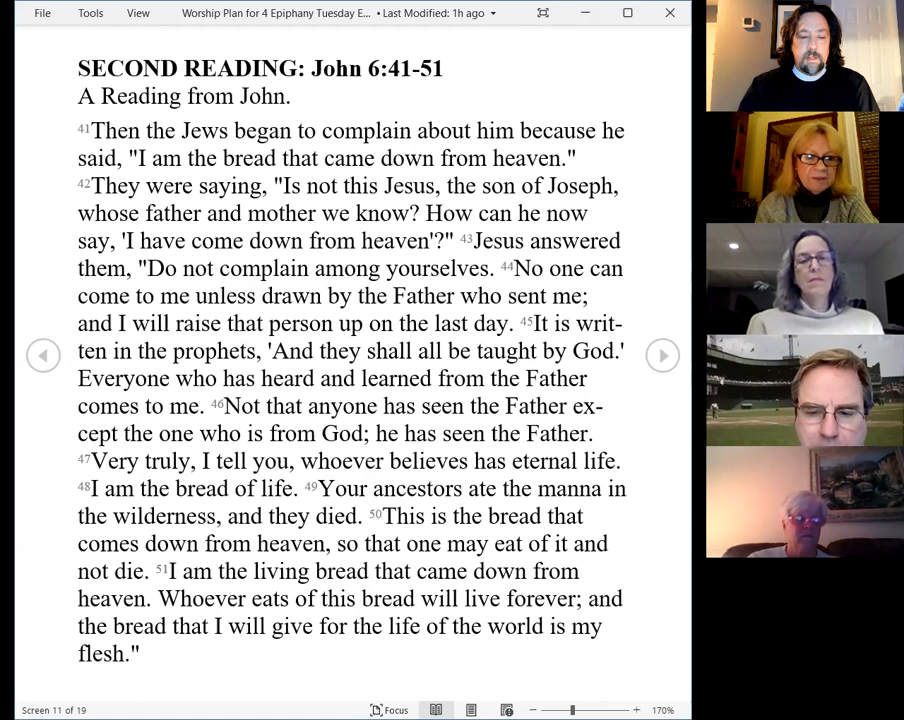 File Tools View Worship Plan for 4 Epiphany Tuesday E... • Last Modified: 1h ago
SECOND READING: John 6:41-51
A Reading from John.
41Then the Jews began to complain about him because he
said, "I am the bread that came down from heaven."
42They were saying, "Is not this Jesus, the son of Joseph,
whose father and mother we know? How can he now
say, 'I have come down from heaven'?" 43Jesus answered
them, "Do not complain among yourselves. 44No one can
come to me unless drawn by the Father who sent me;
and I will raise that person up on the last day. 45It is writ-
ten in the prophets, 'And they shall all be taught by God.'
Everyone who has heard and learned from the Father
comes to me. 46Not that anyone has seen the Father ex-
cept the one who is from God; he has seen the Father.
47Very truly, I tell you, whoever believes has eternal life.
48I am the bread of life. 49Your ancestors ate the manna in
the wilderness, and they died. 50This is the bread that
comes down from heaven, so that one may eat of it and
not die. 51I am the living bread that came down from
heaven. Whoever eats of this bread will live forever; and
the bread that I will give for the life of the world is my
flesh."
Screen 11 of 19 Focus 170%